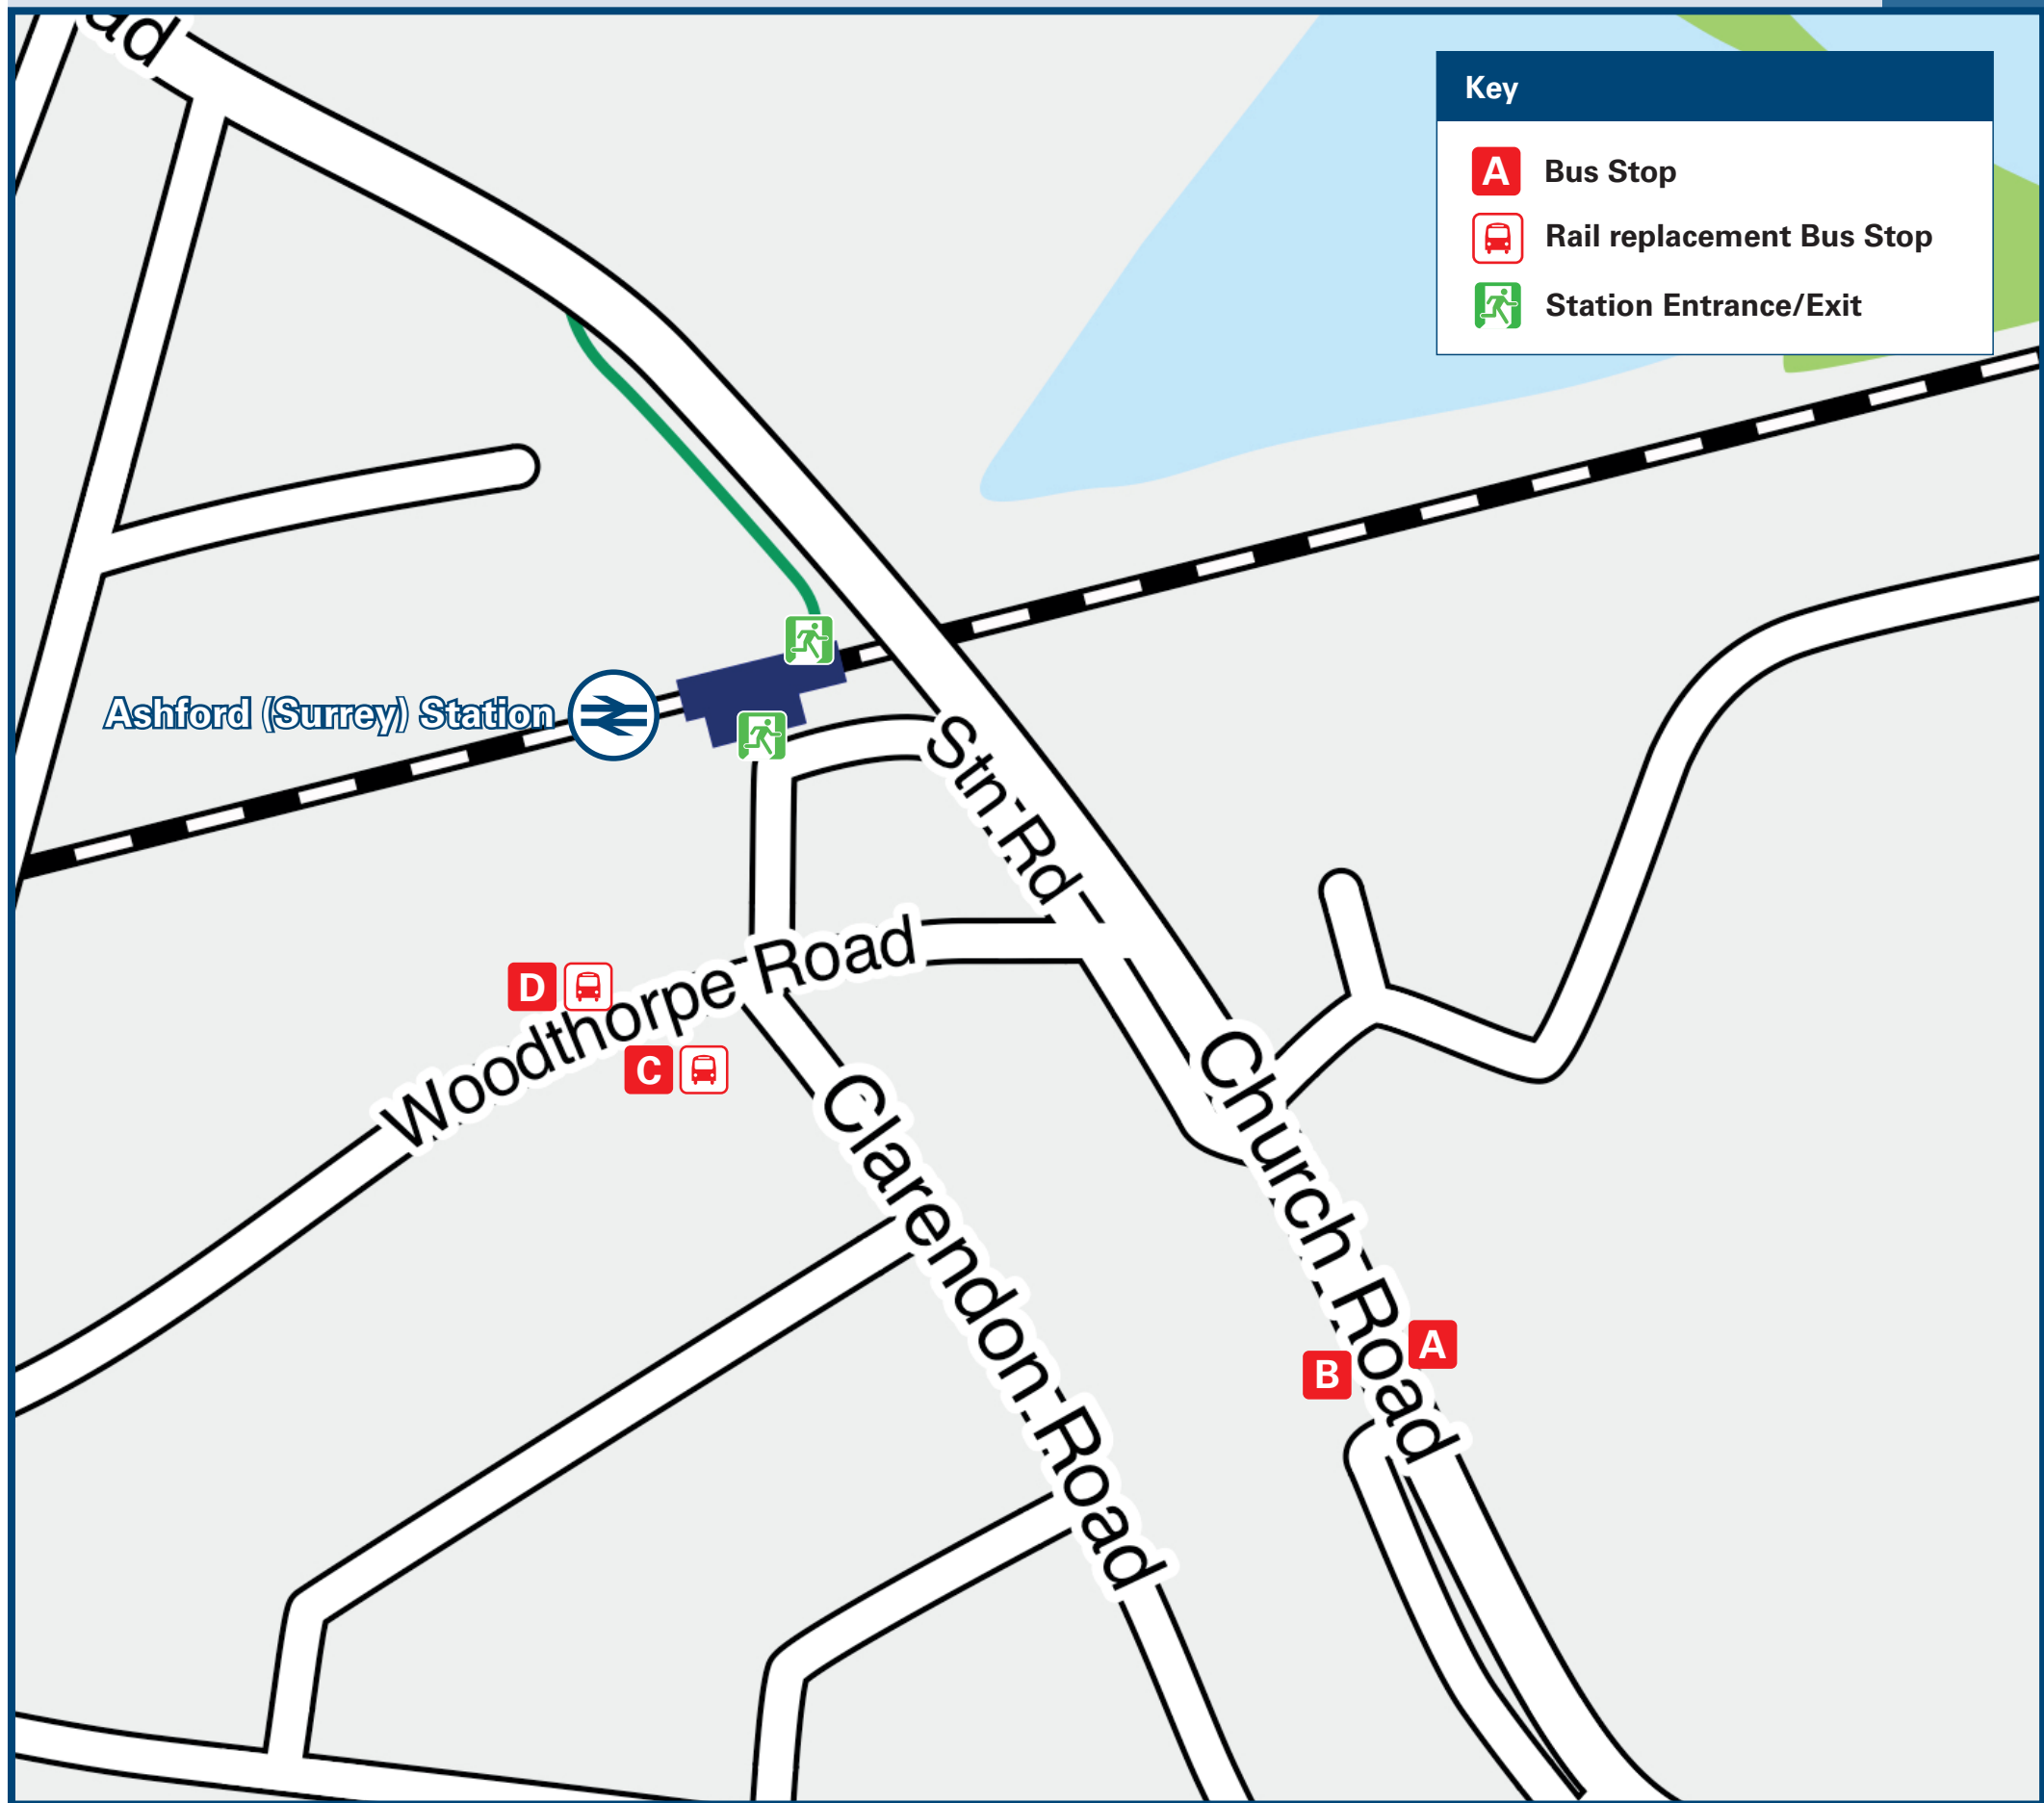 ad
Key
A Bus Stop
Rail replacement Bus Stop
Station Entrance/Exit
Ashford (Surrey) Station
Stn Rd
Woodthorpe Road
D
C
Clarendon Road
Church Road
A
B